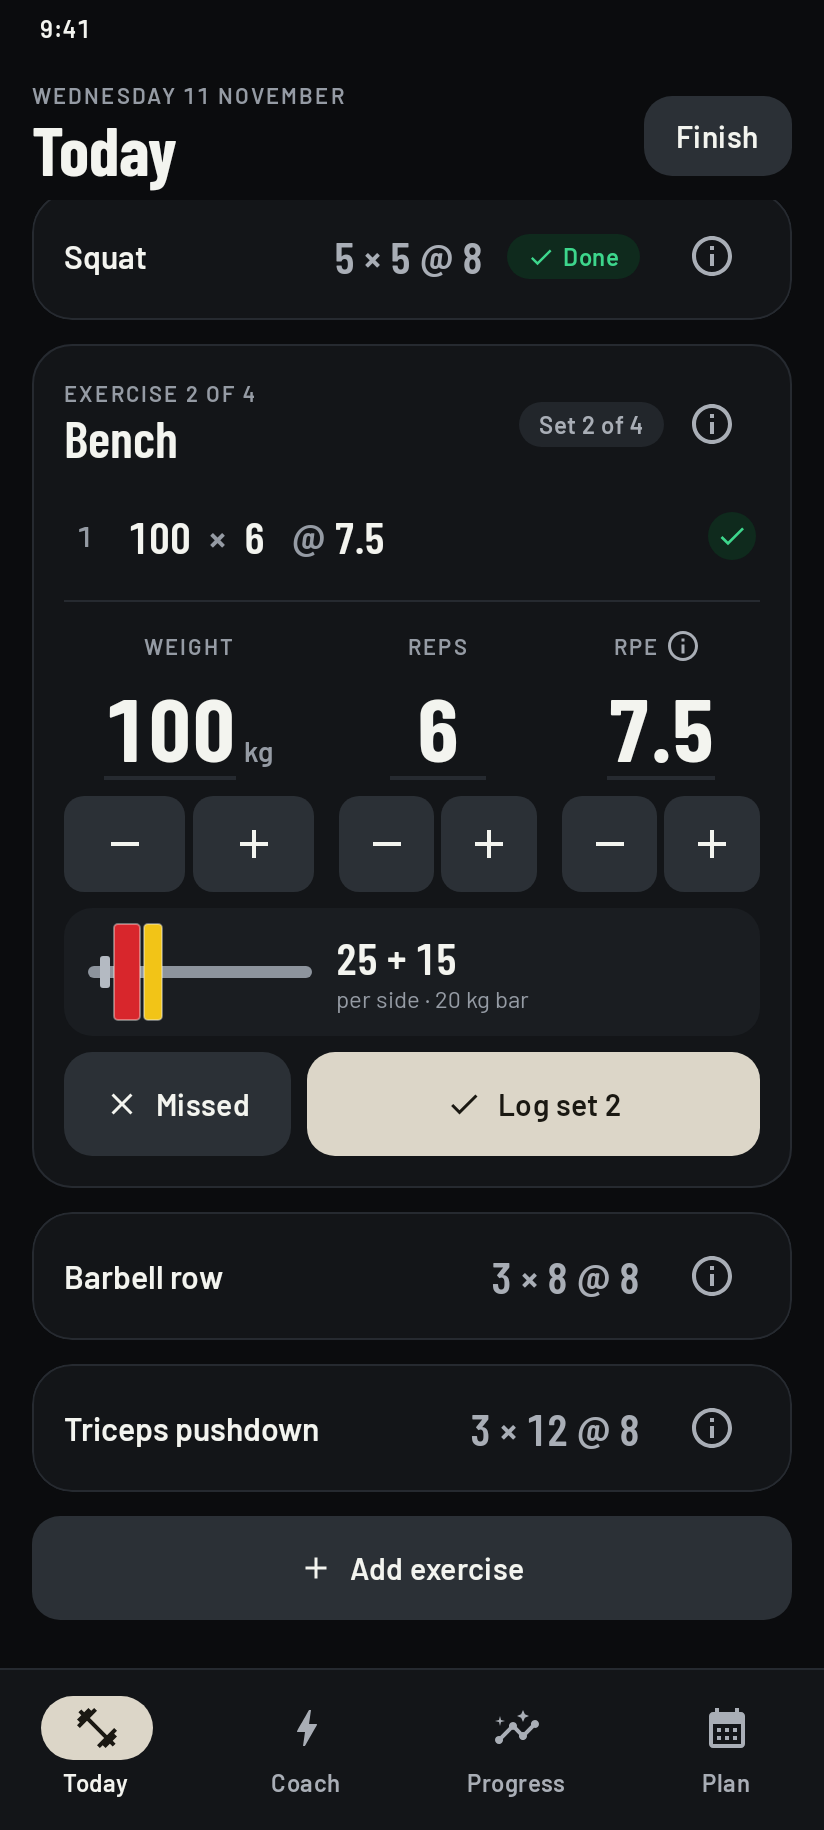 9:41
WEDNESDAY 11 NOVEMBER
Today
Finish
Squat 5 × 5 @ 8 Done
EXERCISE 2 OF 4
Bench
Set 2 of 4
1 100 × 6 @ 7.5
WEIGHT REPS RPE
100 kg 6 7.5
25 + 15
per side · 20 kg bar
Missed Log set 2
Barbell row 3 × 8 @ 8
Triceps pushdown 3 × 12 @ 8
Add exercise
Today Coach Progress Plan